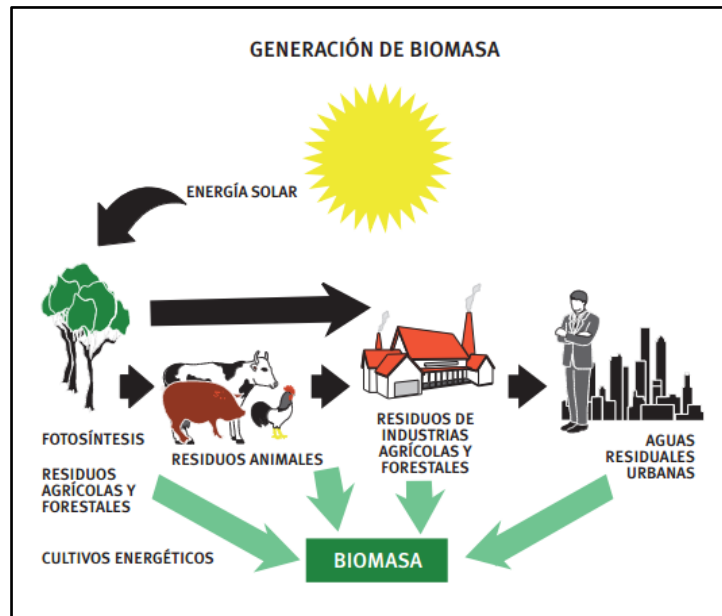 GENERACIÓN DE BIOMASA
ENERGÍA SOLAR
FOTOSÍNTESIS
RESIDUOS
AGRÍCOLAS Y
FORESTALES
CULTIVOS ENERGÉTICOS
RESIDUOS ANIMALES
RESIDUOS DE
INDUSTRIAS
AGRÍCOLAS Y
FORESTALES
AGUAS
RESIDUALES
URBANAS
BIOMASA